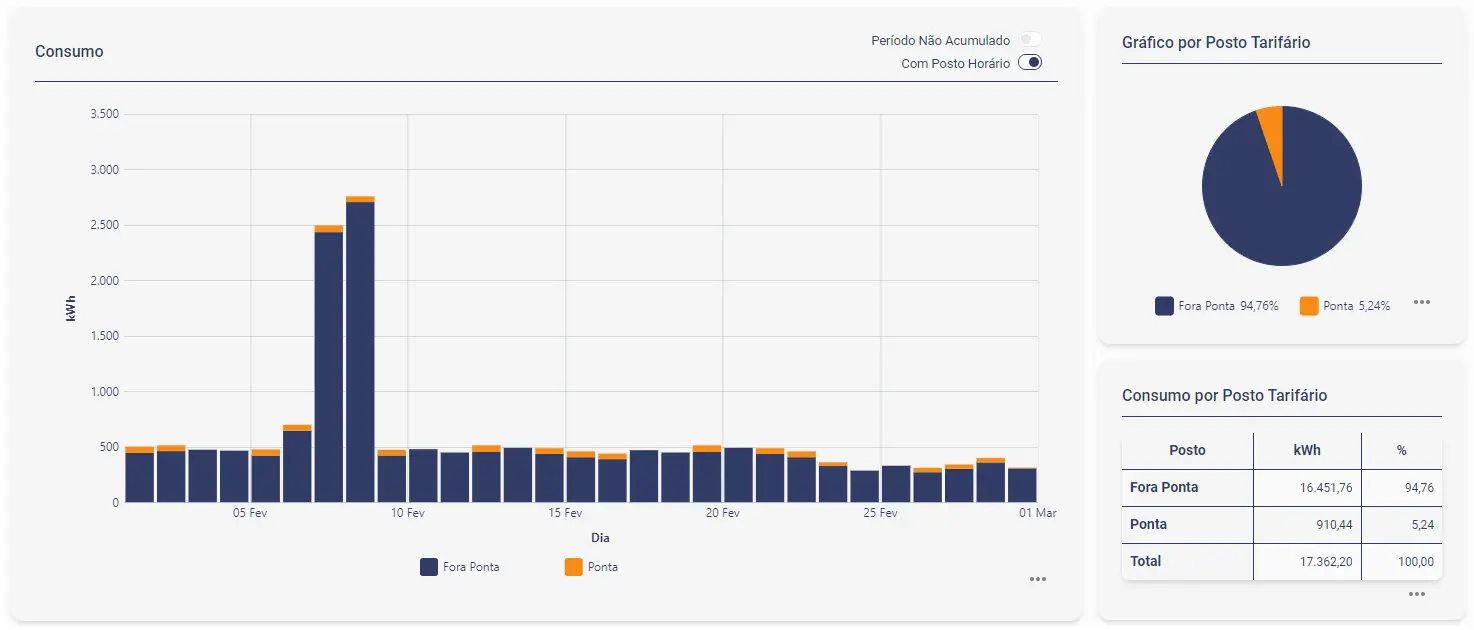 Consumo
Período Não Acumulado
Com Posto Horário
3.500
3.000
2.500
2.000
1.500
1.000
500
0
kWh
05 Fev 10 Fev 15 Fev 20 Fev 25 Fev 01 Mar
Dia
Fora Ponta Ponta
Gráfico por Posto Tarifário
Fora Ponta 94,76% Ponta 5,24%
Consumo por Posto Tarifário
Posto kWh %
Fora Ponta 16.451,76 94,76
Ponta 910,44 5,24
Total 17.362,20 100,00